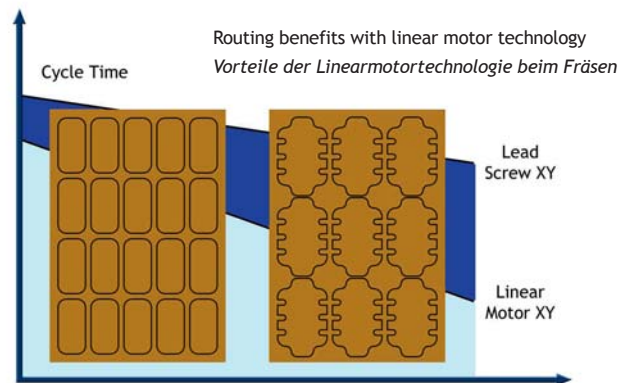 Routing benefits with linear motor technology
Vorteile der Linearmotortechnologie beim Fräsen
Cycle Time
Lead
Screw XY
Linear
Motor XY